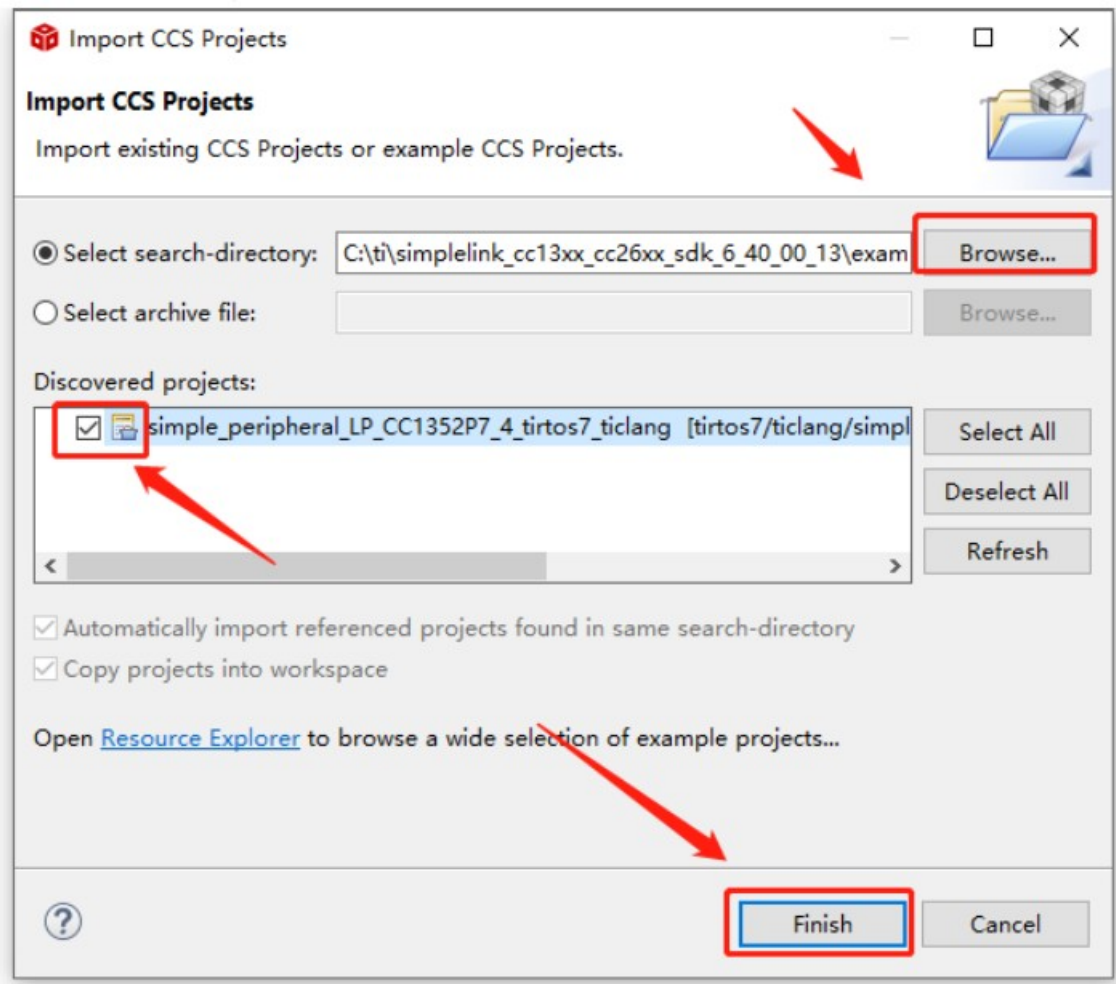 Import CCS Projects
Import CCS Projects
Import existing CCS Projects or example CCS Projects.
Select search-directory: C:\ti\simplelink_cc13xx_cc26xx_sdk_6_40_00_13\exam Browse...
Select archive file: Browse...
Discovered projects:
simple_peripheral_LP_CC1352P7_4_tirtos7_ticlang [tirtos7/ticlang/simpl Select All
Deselect All
Refresh
Automatically import referenced projects found in same search-directory
Copy projects into workspace
Open Resource Explorer to browse a wide selection of example projects...
? Finish Cancel